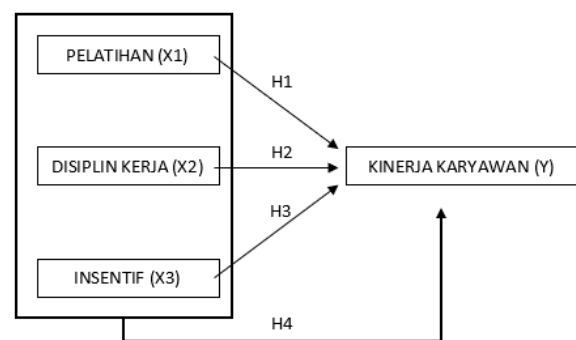 PELATIHAN (X1)
H1
DISIPLIN KERJA (X2)
H2
KINERJA KARYAWAN (Y)
H3
INSENTIF (X3)
H4